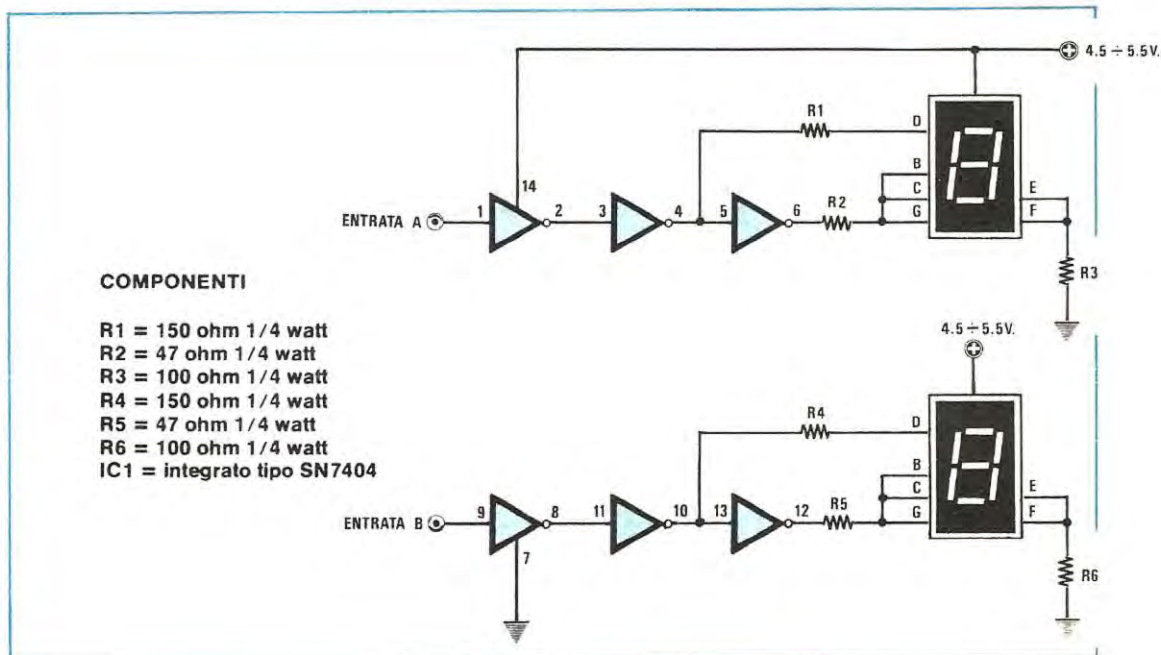 4.5 ÷ 5.5V.
R1
D
B
C
G
E
F
14
ENTRATA A
1
2
3
4
5
6
R2
R3
COMPONENTI
R1 = 150 ohm 1/4 watt
R2 = 47 ohm 1/4 watt
R3 = 100 ohm 1/4 watt
R4 = 150 ohm 1/4 watt
R5 = 47 ohm 1/4 watt
R6 = 100 ohm 1/4 watt
IC1 = integrato tipo SN7404
4.5 ÷ 5.5V.
R4
D
B
C
G
E
F
ENTRATA B
9
8
11
10
13
12
R5
7
R6